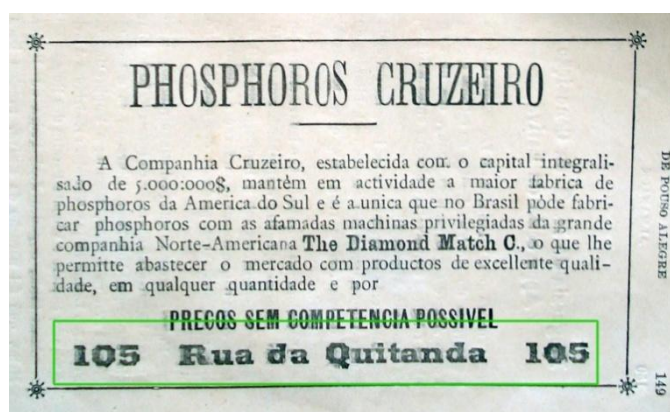 PHOSPHOROS CRUZEIRO
A Companhia Cruzeiro, estabelecida com o capital integrali-
sado de 5.000:000$, mantèm em actividade a maior fabrica de
phosphoros da America do Sul e é a unica que no Brasil póde fabri-
car phosphoros com as afamadas machinas privilegiadas da grande
companhia Norte-Americana The Diamond Match C., o que lhe
permitte abastecer o mercado com productos de excellente quali-
dade, em qualquer quantidade e por
PREÇOS SEM COMPETENCIA POSSIVEL
105 Rua da Quitanda 105
DE POUSO ALEGRE
149